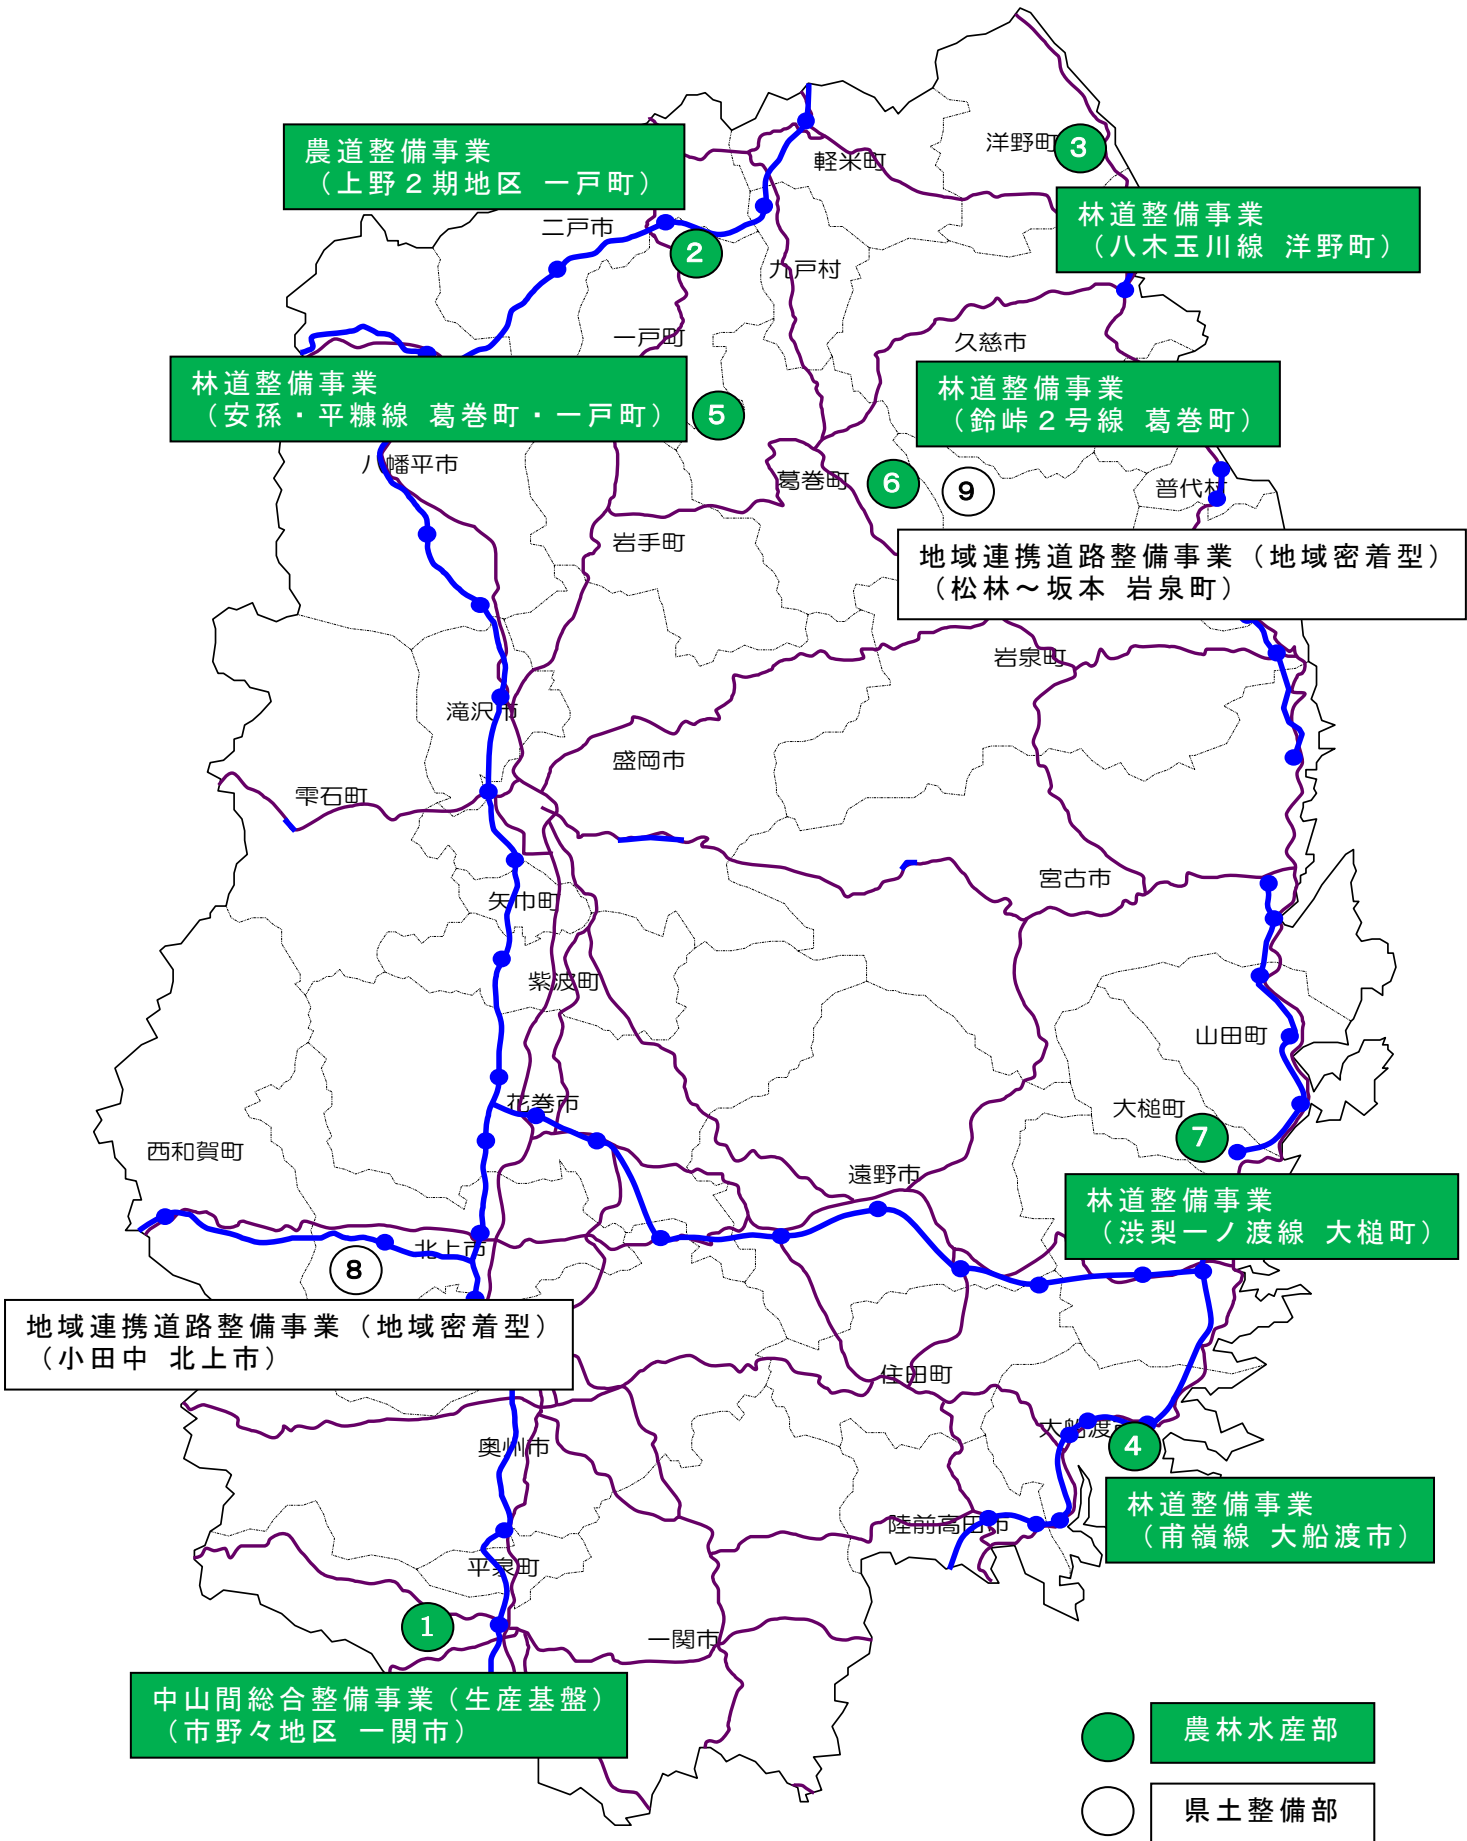 農道整備事業
（上野２期地区 一戸町）
軽米町
洋野町
3
林道整備事業
（八木玉川線 洋野町）
二戸市
2
九戸村
一戸町
久慈市
林道整備事業
（安孫・平糠線 葛巻町・一戸町）
5
林道整備事業
（鈴峠２号線 葛巻町）
八幡平市
葛巻町
6
9
普代村
岩手町
地域連携道路整備事業（地域密着型）
（松林～坂本 岩泉町）
岩泉町
滝沢市
盛岡市
雫石町
宮古市
矢巾町
紫波町
山田町
花巻市
大槌町
7
西和賀町
遠野市
林道整備事業
（渋梨一ノ渡線 大槌町）
北上市
8
地域連携道路整備事業（地域密着型）
（小田中 北上市）
住田町
大船渡市
4
奥州市
林道整備事業
（甫嶺線 大船渡市）
陸前高田市
平泉町
1
一関市
中山間総合整備事業（生産基盤）
（市野々地区 一関市）
農林水産部
県土整備部